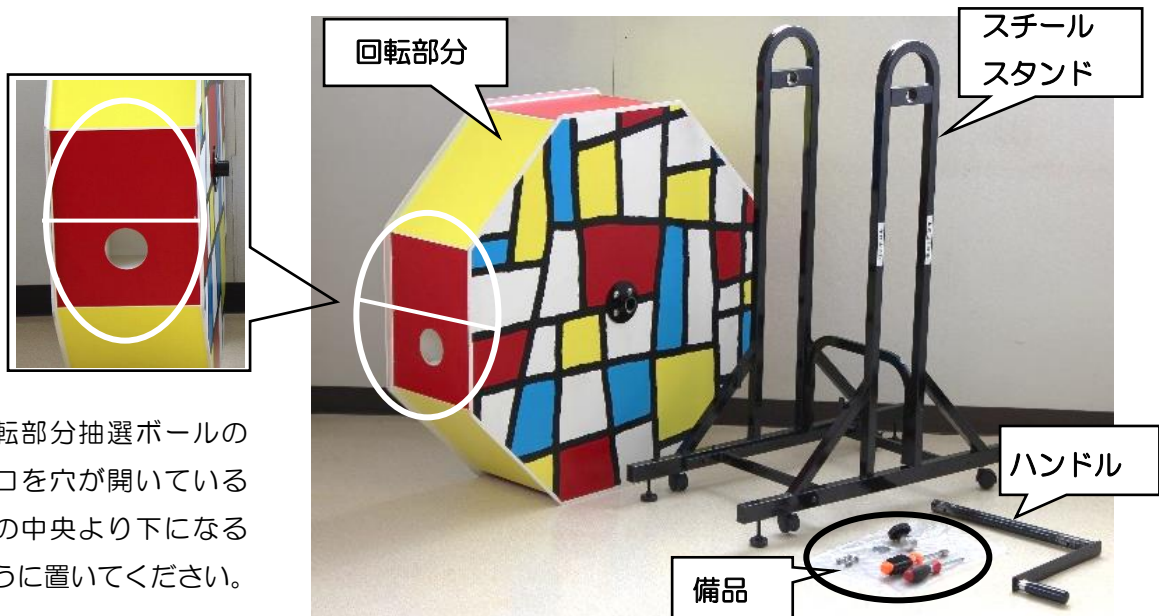 回転部分
スチール
スタンド
転部分抽選ボールの
口を穴が開いている
の中央より下になる
うに置いてください。
ハンドル
備品